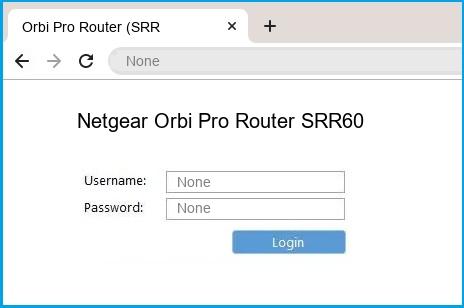 Orbi Pro Router (SRR
None
Netgear Orbi Pro Router SRR60
Username: None
Password: None
Login